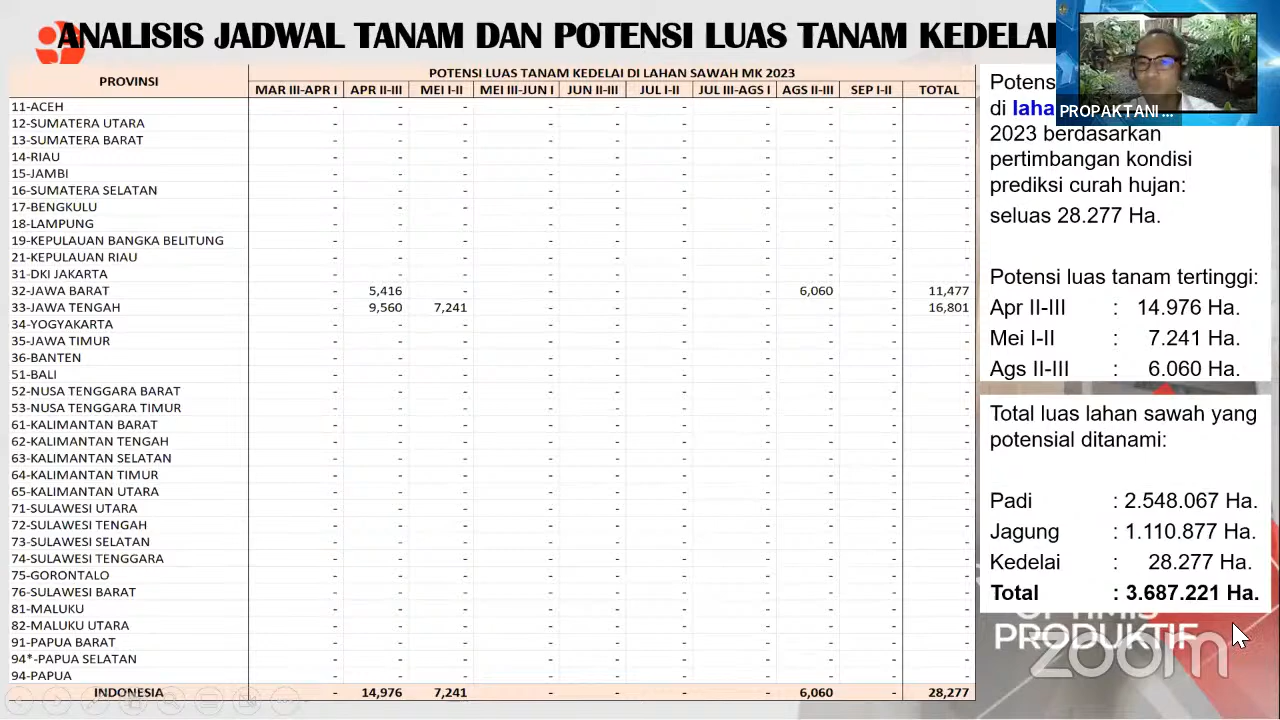 ANALISIS JADWAL TANAM DAN POTENSI LUAS TANAM KEDELAI
PROVINSI
POTENSI LUAS TANAM KEDELAI DI LAHAN SAWAH MK 2023
MAR III-APR I APR II-III MEI I-II MEI III-JUN I JUN II-III JUL I-II JUL III-AGS I AGS II-III SEP I-II TOTAL
11-ACEH - - - - - - - - - -
12-SUMATERA UTARA - - - - - - - - - -
13-SUMATERA BARAT - - - - - - - - - -
14-RIAU - - - - - - - - - -
15-JAMBI - - - - - - - - - -
16-SUMATERA SELATAN - - - - - - - - - -
17-BENGKULU - - - - - - - - - -
18-LAMPUNG - - - - - - - - - -
19-KEPULAUAN BANGKA BELITUNG - - - - - - - - - -
21-KEPULAUAN RIAU - - - - - - - - - -
31-DKI JAKARTA - - - - - - - - - -
32-JAWA BARAT - 5,416 - - - - - 6,060 - 11,477
33-JAWA TENGAH - 9,560 7,241 - - - - - - 16,801
34-YOGYAKARTA - - - - - - - - - -
35-JAWA TIMUR - - - - - - - - - -
36-BANTEN - - - - - - - - - -
51-BALI - - - - - - - - - -
52-NUSA TENGGARA BARAT - - - - - - - - - -
53-NUSA TENGGARA TIMUR - - - - - - - - - -
61-KALIMANTAN BARAT - - - - - - - - - -
62-KALIMANTAN TENGAH - - - - - - - - - -
63-KALIMANTAN SELATAN - - - - - - - - - -
64-KALIMANTAN TIMUR - - - - - - - - - -
65-KALIMANTAN UTARA - - - - - - - - - -
71-SULAWESI UTARA - - - - - - - - - -
72-SULAWESI TENGAH - - - - - - - - - -
73-SULAWESI SELATAN - - - - - - - - - -
74-SULAWESI TENGGARA - - - - - - - - - -
75-GORONTALO - - - - - - - - - -
76-SULAWESI BARAT - - - - - - - - - -
81-MALUKU - - - - - - - - - -
82-MALUKU UTARA - - - - - - - - - -
91-PAPUA BARAT - - - - - - - - - -
94*-PAPUA SELATAN - - - - - - - - - -
94-PAPUA - - - - - - - - - -
INDONESIA - 14,976 7,241 - - - - 6,060 - 28,277
PROPAKTANI ...
Potens
di laha
2023 berdasarkan
pertimbangan kondisi
prediksi curah hujan:
seluas 28.277 Ha.
Potensi luas tanam tertinggi:
Apr II-III : 14.976 Ha.
Mei I-II : 7.241 Ha.
Ags II-III : 6.060 Ha.
Total luas lahan sawah yang
potensial ditanami:
Padi : 2.548.067 Ha.
Jagung : 1.110.877 Ha.
Kedelai : 28.277 Ha.
Total : 3.687.221 Ha.
PRODUKTIF
zoom